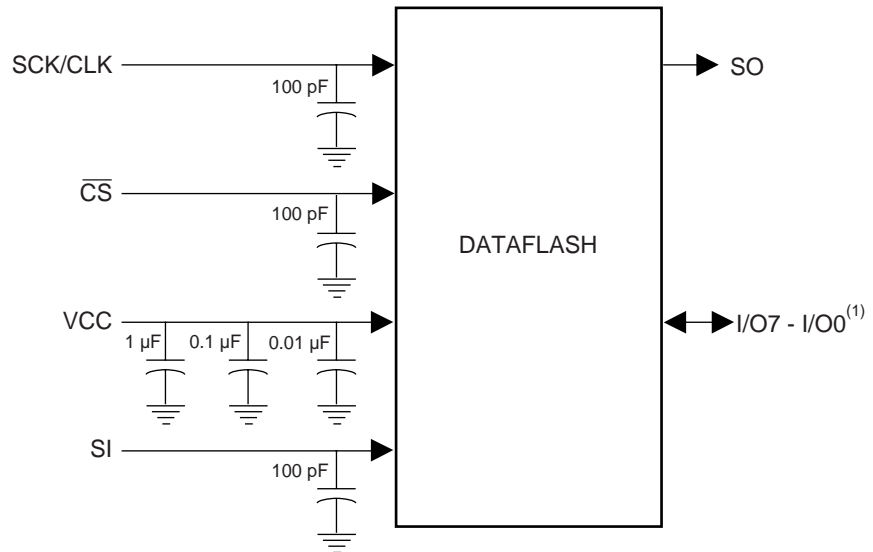 SCK/CLK
100 pF
SO
C̅S̅
100 pF
DATAFLASH
VCC
1 µF
0.1 µF
0.01 µF
I/O7 - I/O0(1)
SI
100 pF